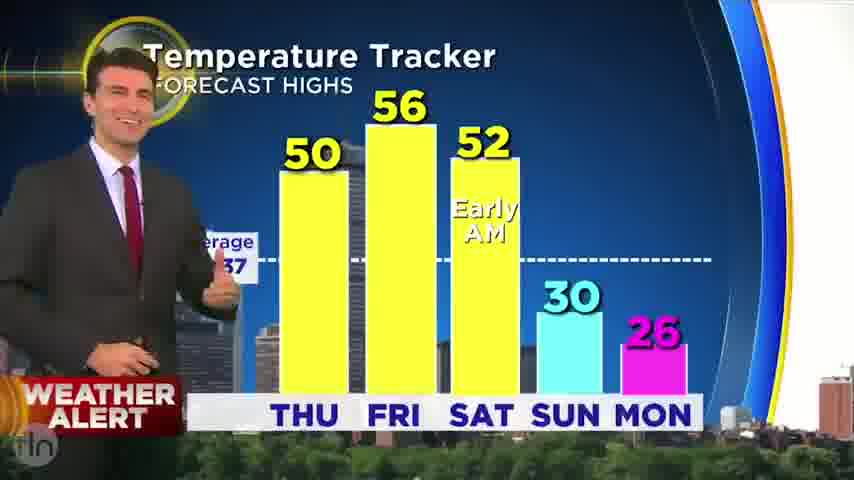 Temperature Tracker
FORECAST HIGHS
50
56
52
Early
AM
30
26
erage
37
WEATHER
ALERT
THU FRI SAT SUN MON